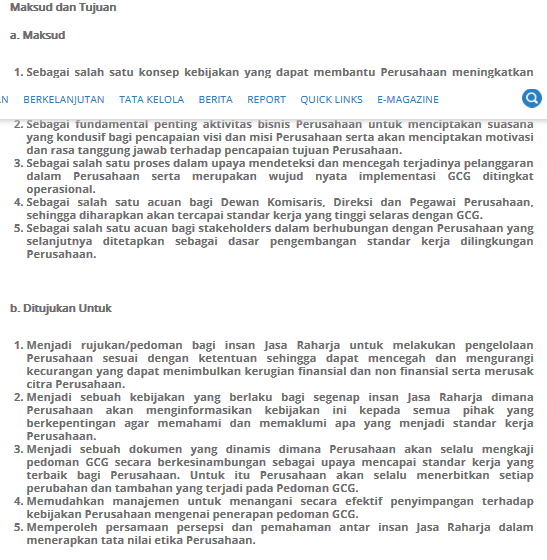 Maksud dan Tujuan
a. Maksud
1. Sebagai salah satu konsep kebijakan yang dapat membantu Perusahaan meningkatkan
N BERKELANJUTAN TATA KELOLA BERITA REPORT QUICK LINKS E-MAGAZINE
2. Sebagai fundamental penting aktivitas bisnis Perusahaan untuk menciptakan suasana
yang kondusif bagi pencapaian visi dan misi Perusahaan serta akan menciptakan motivasi
dan rasa tanggung jawab terhadap pencapaian tujuan Perusahaan.
3. Sebagai salah satu proses dalam upaya mendeteksi dan mencegah terjadinya pelanggaran
dalam Perusahaan serta merupakan wujud nyata implementasi GCG ditingkat
operasional.
4. Sebagai salah satu acuan bagi Dewan Komisaris, Direksi dan Pegawai Perusahaan,
sehingga diharapkan akan tercapai standar kerja yang tinggi selaras dengan GCG.
5. Sebagai salah satu acuan bagi stakeholders dalam berhubungan dengan Perusahaan yang
selanjutnya ditetapkan sebagai dasar pengembangan standar kerja dilingkungan
Perusahaan.
b. Ditujukan Untuk
1. Menjadi rujukan/pedoman bagi insan Jasa Raharja untuk melakukan pengelolaan
Perusahaan sesuai dengan ketentuan sehingga dapat mencegah dan mengurangi
kecurangan yang dapat menimbulkan kerugian finansial dan non finansial serta merusak
citra Perusahaan.
2. Menjadi sebuah kebijakan yang berlaku bagi segenap insan Jasa Raharja dimana
Perusahaan akan menginformasikan kebijakan ini kepada semua pihak yang
berkepentingan agar memahami dan memaklumi apa yang menjadi standar kerja
Perusahaan.
3. Menjadi sebuah dokumen yang dinamis dimana Perusahaan akan selalu mengkaji
pedoman GCG secara berkesinambungan sebagai upaya mencapai standar kerja yang
terbaik bagi Perusahaan. Untuk itu Perusahaan akan selalu menerbitkan setiap
perubahan dan tambahan yang terjadi pada Pedoman GCG.
4. Memudahkan manajemen untuk menangani secara efektif penyimpangan terhadap
kebijakan Perusahaan mengenai penerapan pedoman GCG.
5. Memperoleh persamaan persepsi dan pemahaman antar insan Jasa Raharja dalam
menerapkan tata nilai etika Perusahaan.